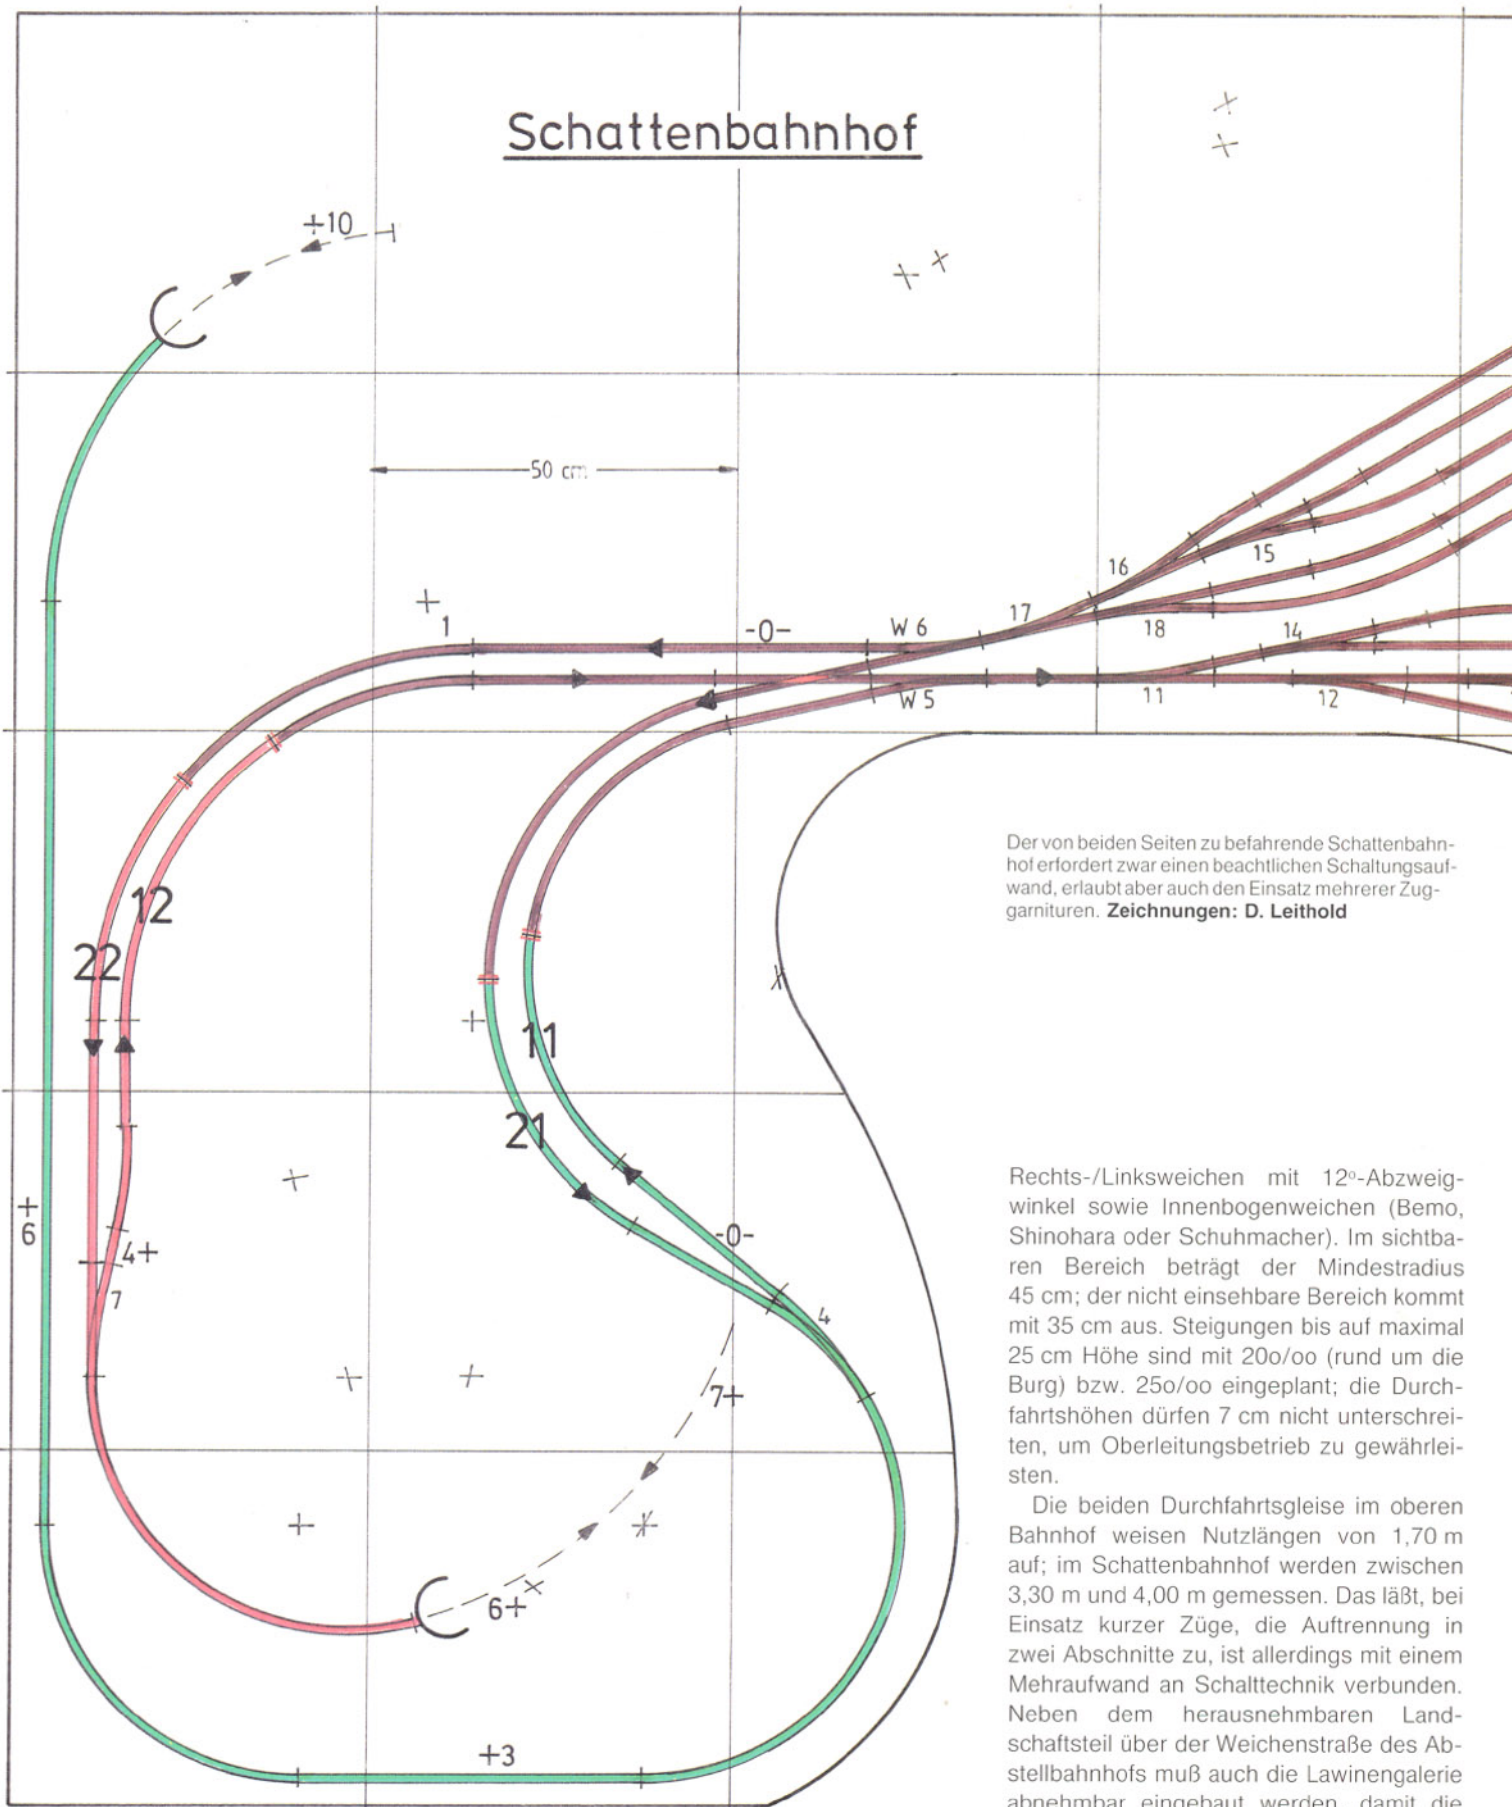 Schattenbahnhof
+10
50 cm
16
15
17
18
14
1
-0-
W 6
W 5
11
12
12
22
11
21
Der von beiden Seiten zu befahrende Schattenbahn-
hof erfordert zwar einen beachtlichen Schaltungsauf-
wand, erlaubt aber auch den Einsatz mehrerer Zug-
garnituren. Zeichnungen: D. Leithold
+
6
4+
7
-0-
4
7+
6+
+3
Rechts-/Linksweichen mit 12º-Abzweig-
winkel sowie Innenbogenweichen (Bemo,
Shinohara oder Schuhmacher). Im sichtba-
ren Bereich beträgt der Mindestradius
45 cm; der nicht einsehbare Bereich kommt
mit 35 cm aus. Steigungen bis auf maximal
25 cm Höhe sind mit 20o/oo (rund um die
Burg) bzw. 25o/oo eingeplant; die Durch-
fahrtshöhen dürfen 7 cm nicht unterschrei-
ten, um Oberleitungsbetrieb zu gewährlei-
sten.
Die beiden Durchfahrtsgleise im oberen
Bahnhof weisen Nutzlängen von 1,70 m
auf; im Schattenbahnhof werden zwischen
3,30 m und 4,00 m gemessen. Das läßt, bei
Einsatz kurzer Züge, die Auftrennung in
zwei Abschnitte zu, ist allerdings mit einem
Mehraufwand an Schalttechnik verbunden.
Neben dem herausnehmbaren Land-
schaftsteil über der Weichenstraße des Ab-
stellbahnhofs muß auch die Lawinengalerie
abnehmbar eingebaut werden, damit die